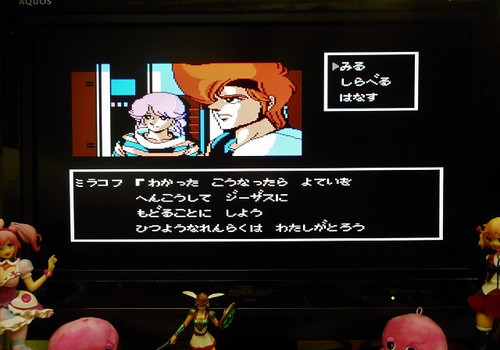 AQUOS
▶みる
しらべる
はなす
ミラコフ『わかった こうなったら よていを
へんこうして ジーザスに
もどることに しよう
ひつようなれんらくは わたしがとろう
SHARP